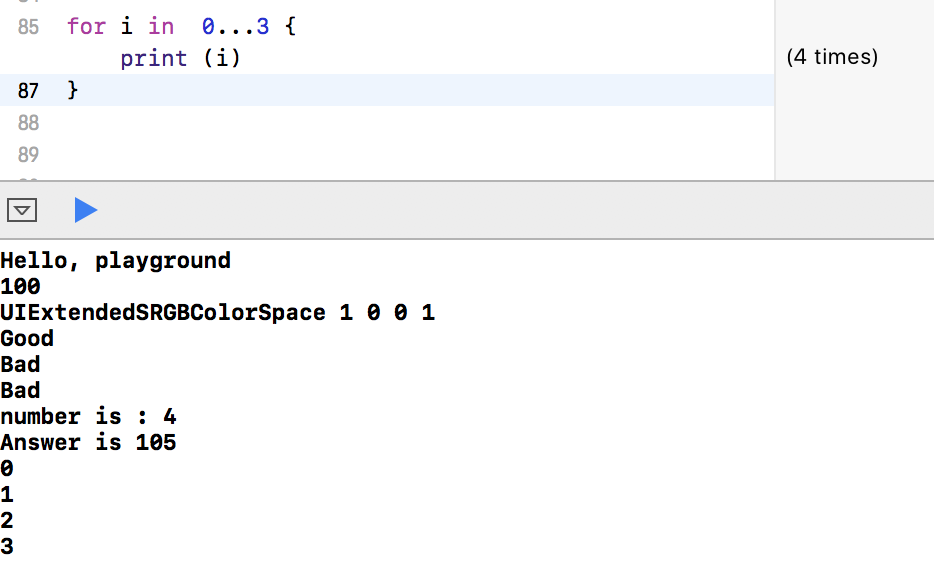 85 for i in  0...3 {
print (i)
(4 times)
87 }
88
89
Hello, playground
100
UIExtendedSRGBColorSpace 1 0 0 1
Good
Bad
Bad
number is : 4
Answer is 105
0
1
2
3